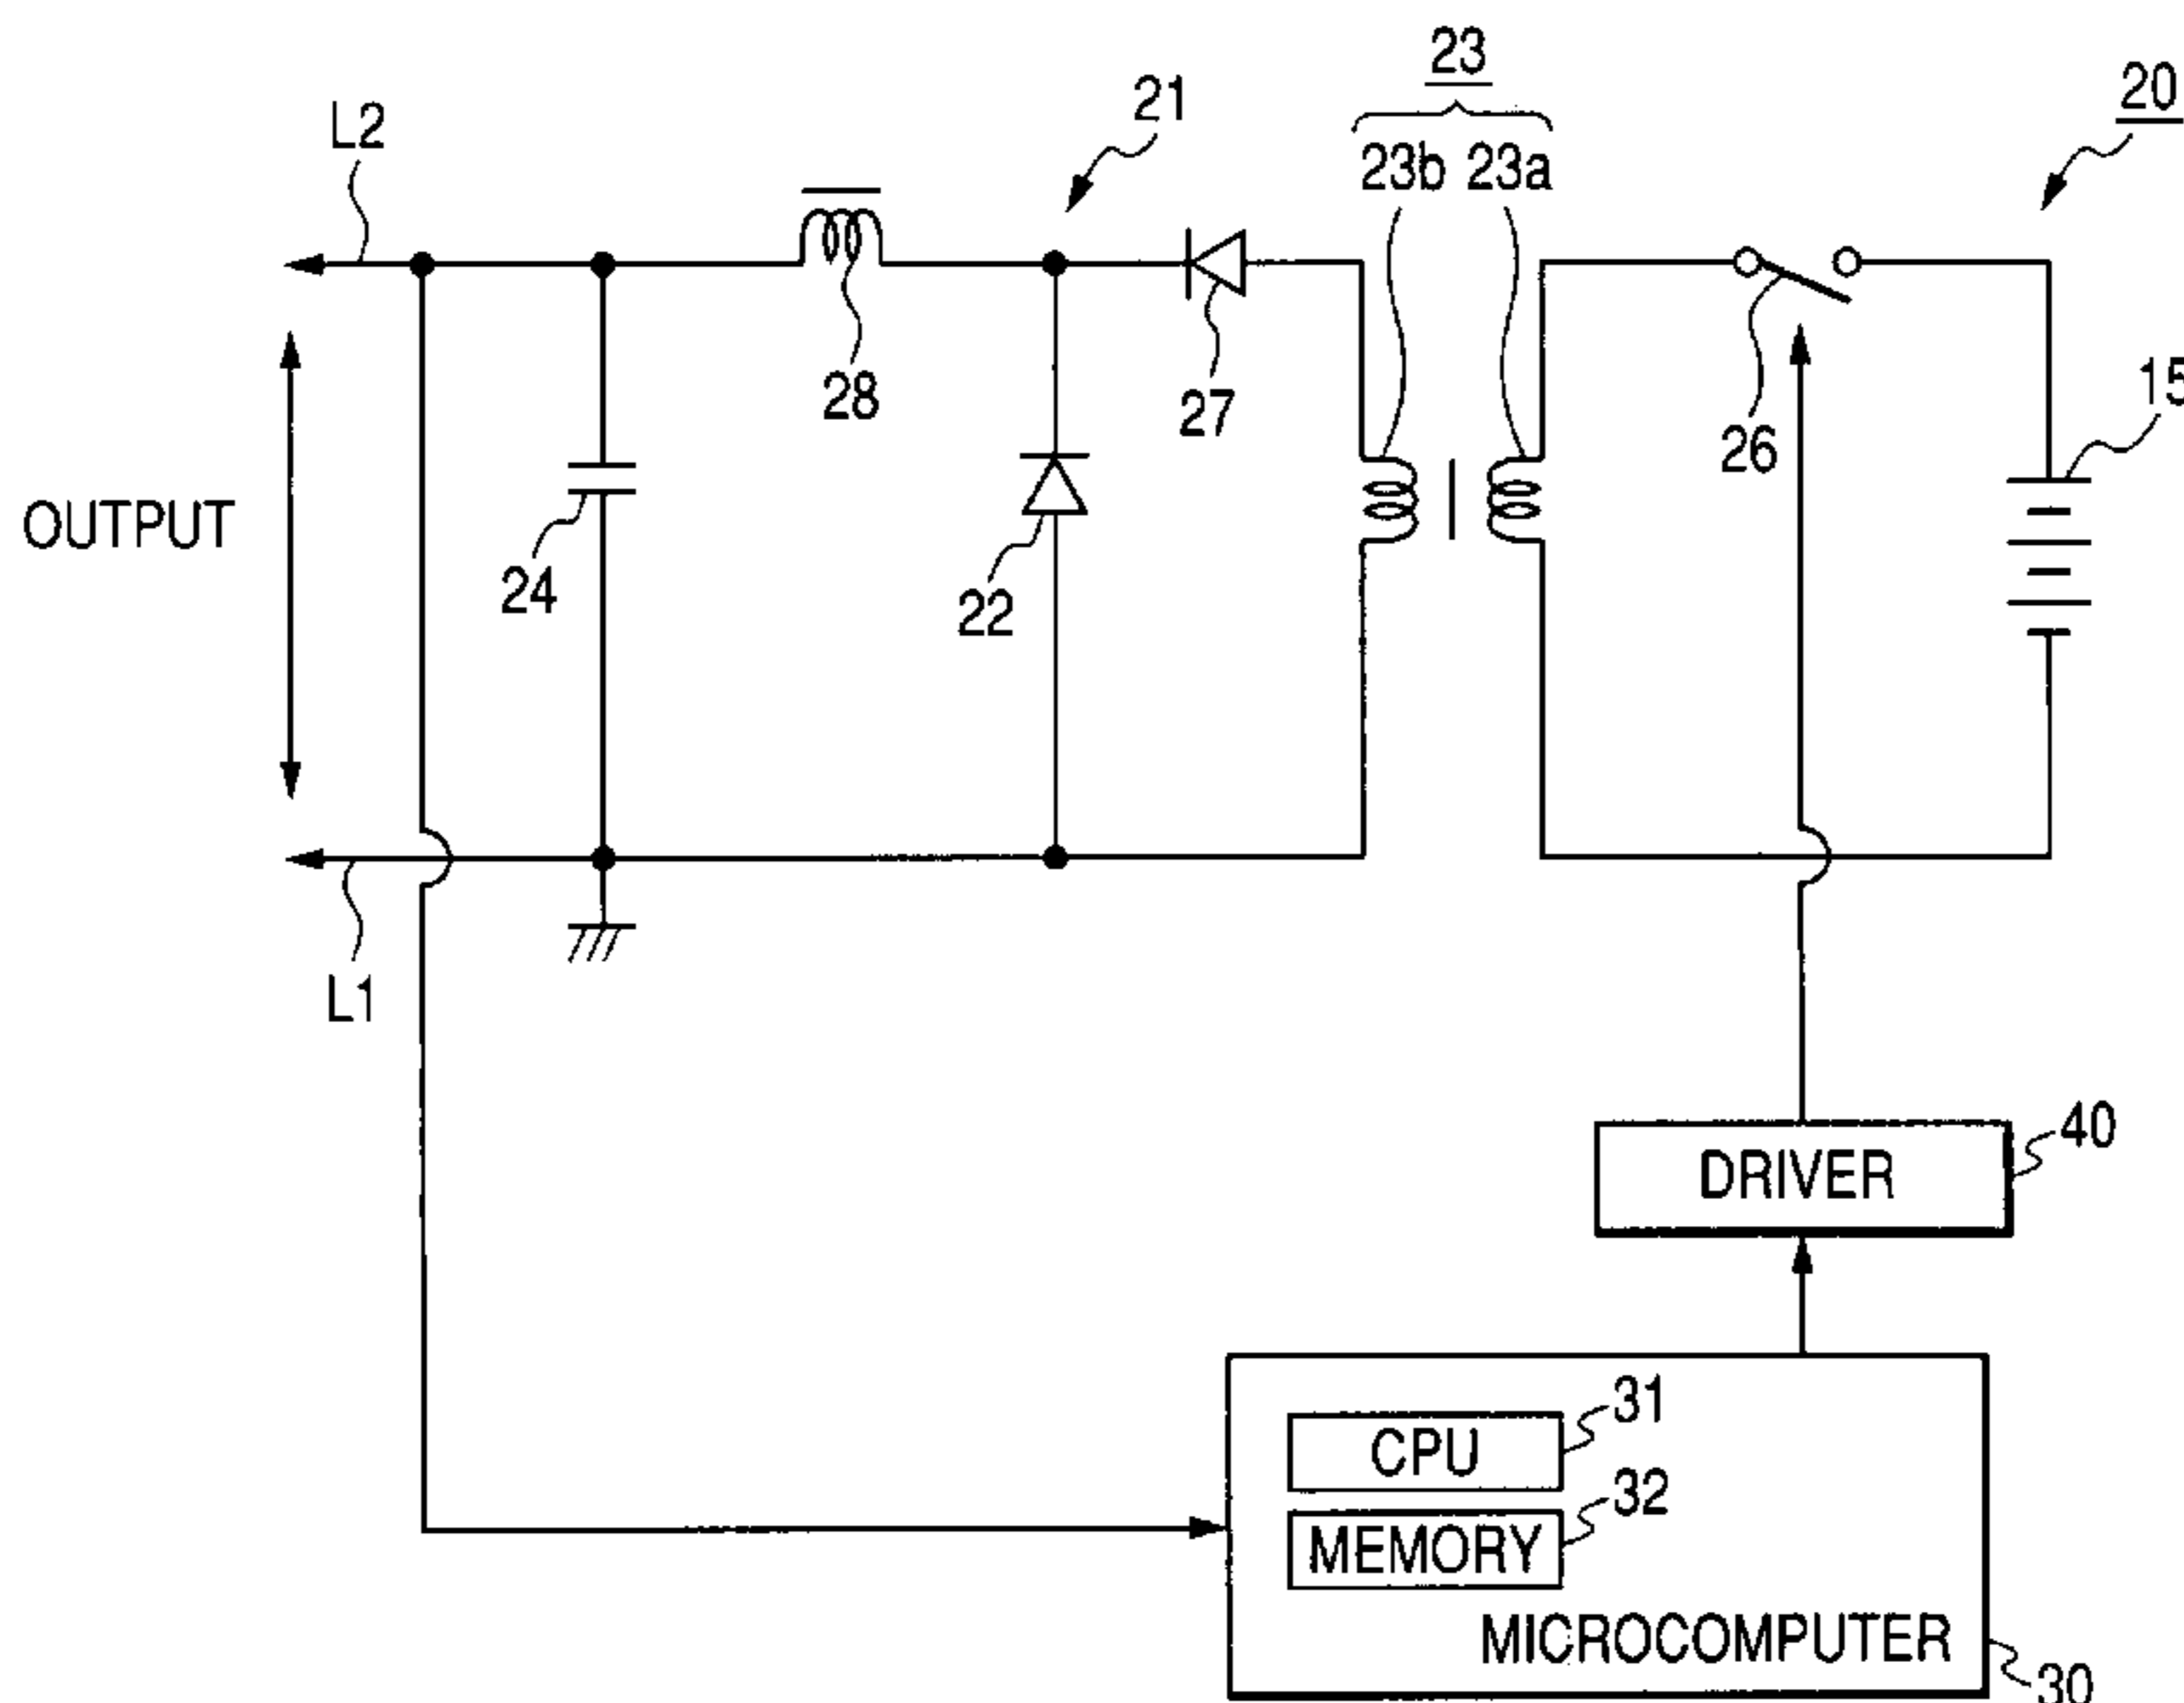 23
20
L2
21
23b 23a
28
27
26
15
OUTPUT
24
22
L1
40
DRIVER
31
CPU
32
MEMORY
MICROCOMPUTER
30